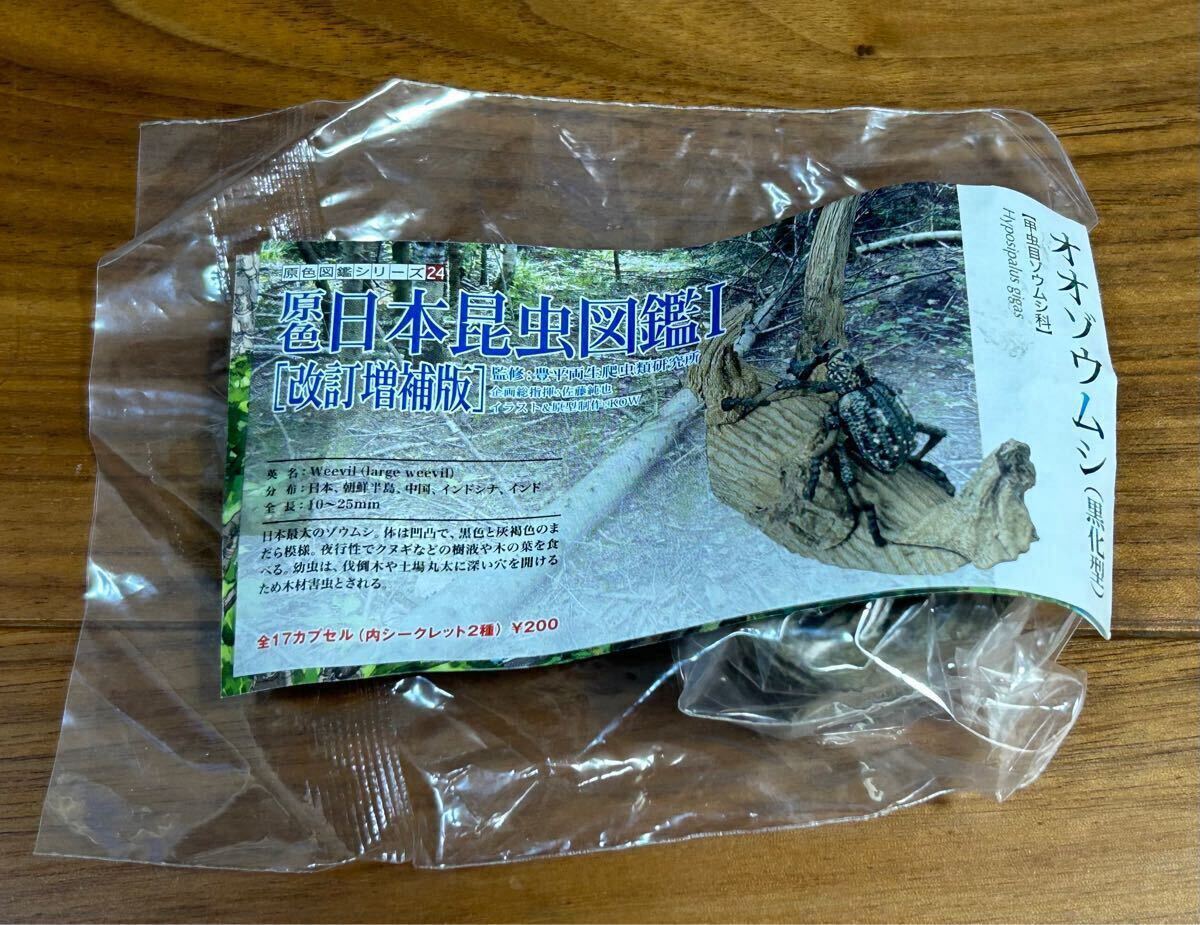 原色図鑑シリーズ24
原色日本昆虫図鑑I
[改訂増補版]
監修:豊平両生爬虫類研究所
企画総指揮:佐藤純也
イラスト&原型制作:KOW
英 名:Weevil (large weevil)
分 布:日本、朝鮮半島、中国、インドシナ、インド
全 長:10〜25mm
日本最大のゾウムシ。体は凹凸で、黒色と灰褐色のま
だら模様。夜行性でクヌギなどの樹液や木の葉を食
べる。幼虫は、伐倒木や土場丸太に深い穴を開ける
ため木材害虫とされる。
全17カプセル(内シークレット2種) ¥200
オオゾウムシ(黒化型)
【甲虫目ゾウムシ科】
Hyposipalus gigas